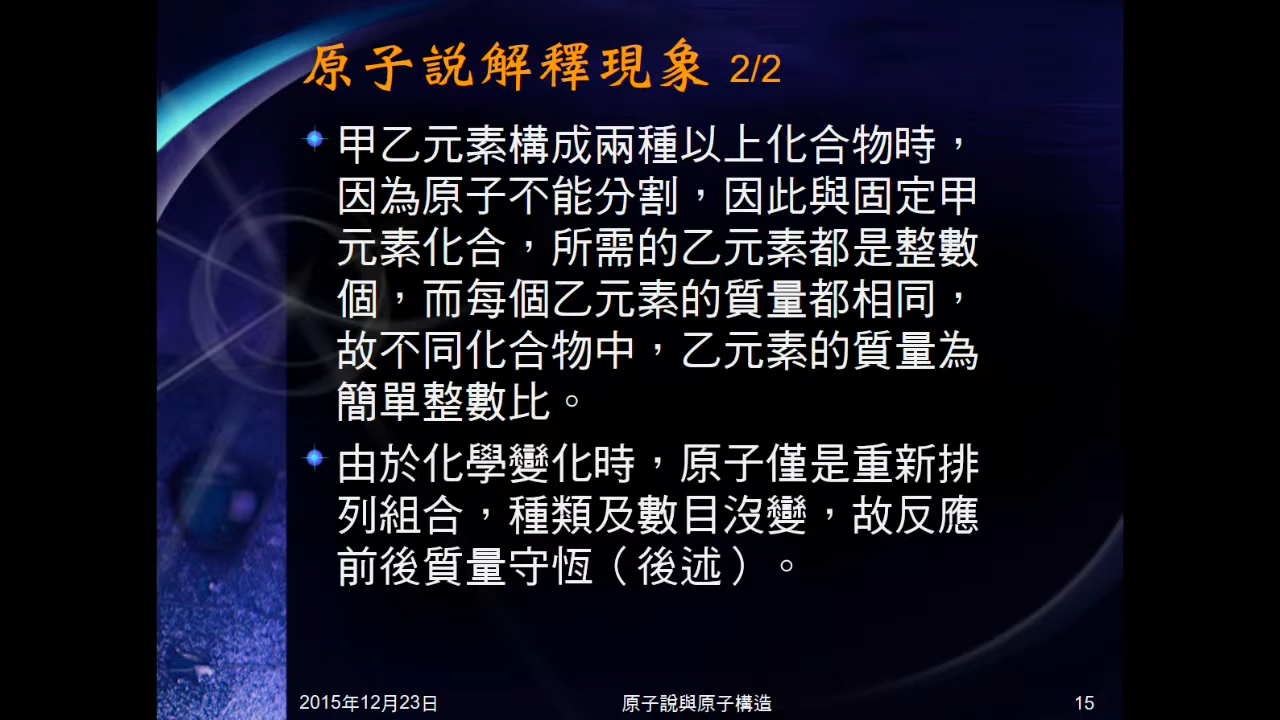 原子說解釋現象 2/2
甲乙元素構成兩種以上化合物時，
因為原子不能分割，因此與固定甲
元素化合，所需的乙元素都是整數
個，而每個乙元素的質量都相同，
故不同化合物中，乙元素的質量為
簡單整數比。
由於化學變化時，原子僅是重新排
列組合，種類及數目沒變，故反應
前後質量守恆（後述）。
2015年12月23日
原子說與原子構造
15